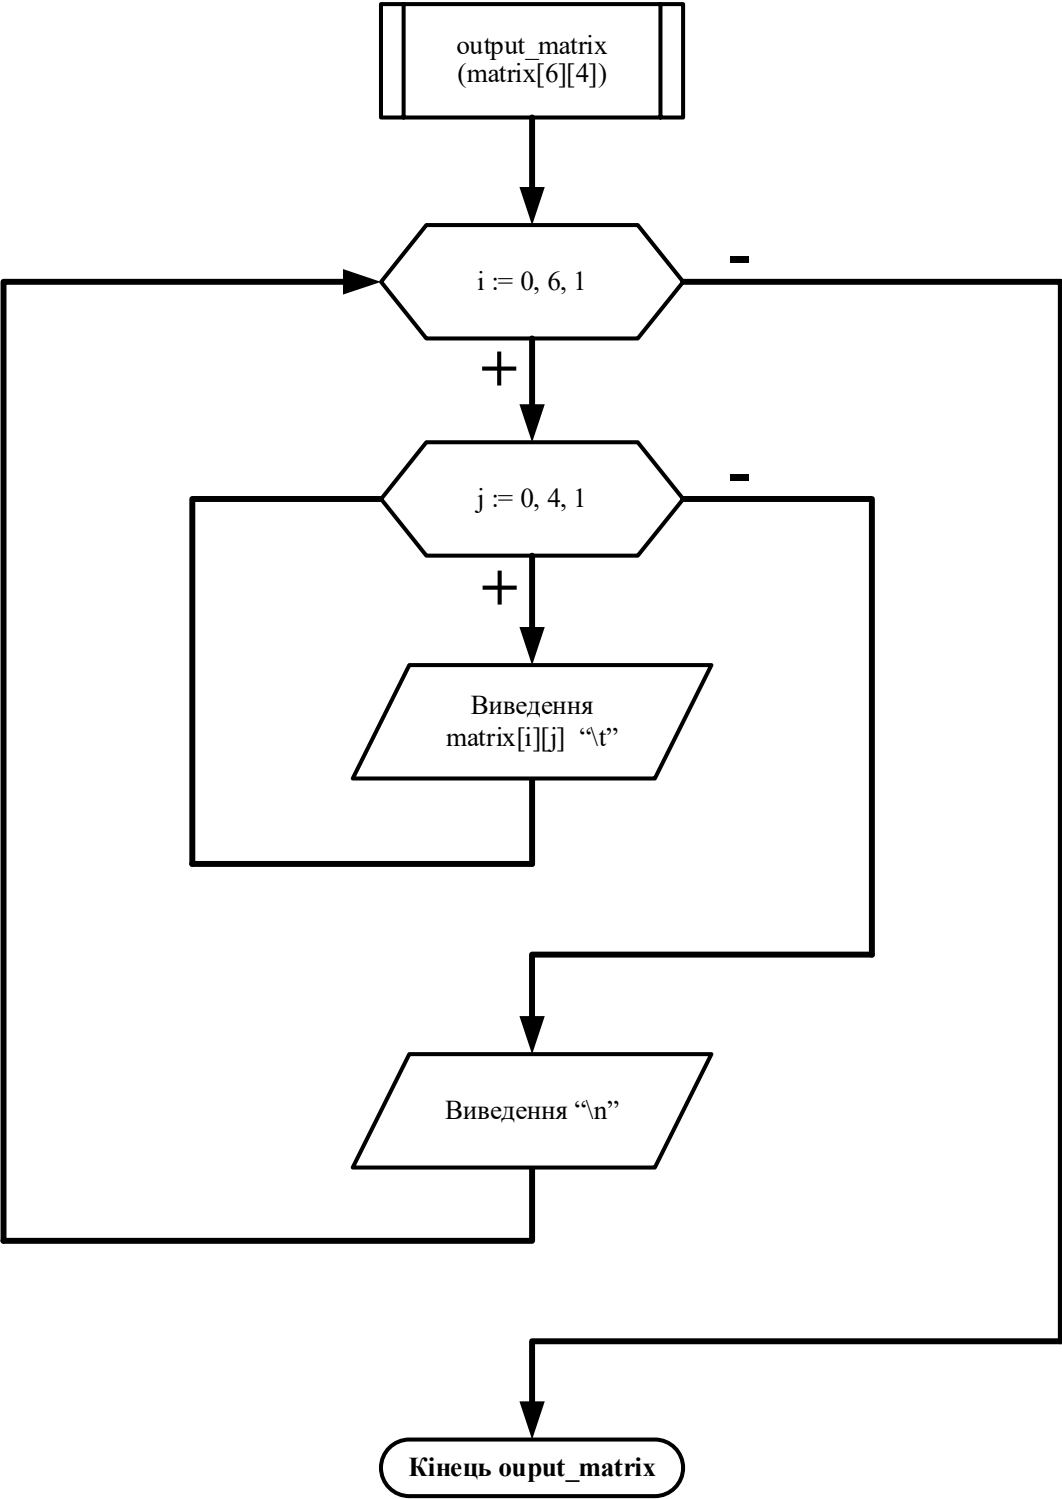 output_matrix
(matrix[6][4])
i := 0, 6, 1
-
+
j := 0, 4, 1
-
+
Виведення
matrix[i][j]  “\t”
Виведення “\n”
Кінець ouput_matrix